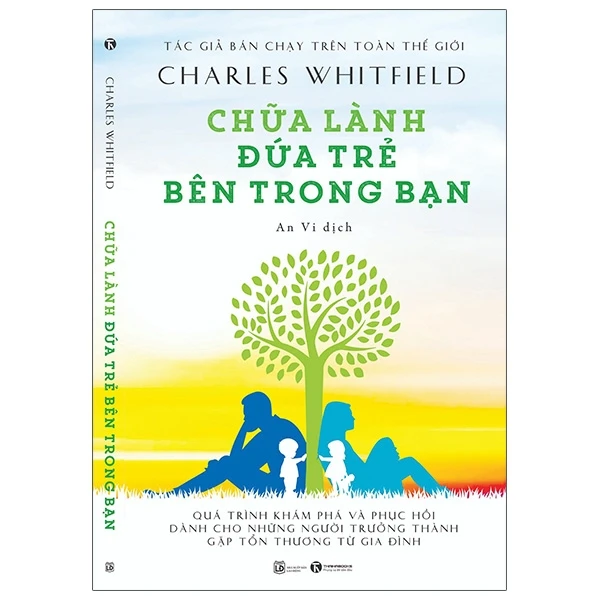 TÁC GIẢ BÁN CHẠY TRÊN TOÀN THẾ GIỚI
CHARLES WHITFIELD
CHỮA LÀNH
ĐỨA TRẺ
BÊN TRONG BẠN
An Vi dịch
QUÁ TRÌNH KHÁM PHÁ VÀ PHỤC HỒI
DÀNH CHO NHỮNG NGƯỜI TRƯỞNG THÀNH
GẶP TỔN THƯƠNG TỪ GIA ĐÌNH
THAIHABOOKS
CHARLES WHITFIELD
CHỮA LÀNH ĐỨA TRẺ BÊN TRONG BẠN